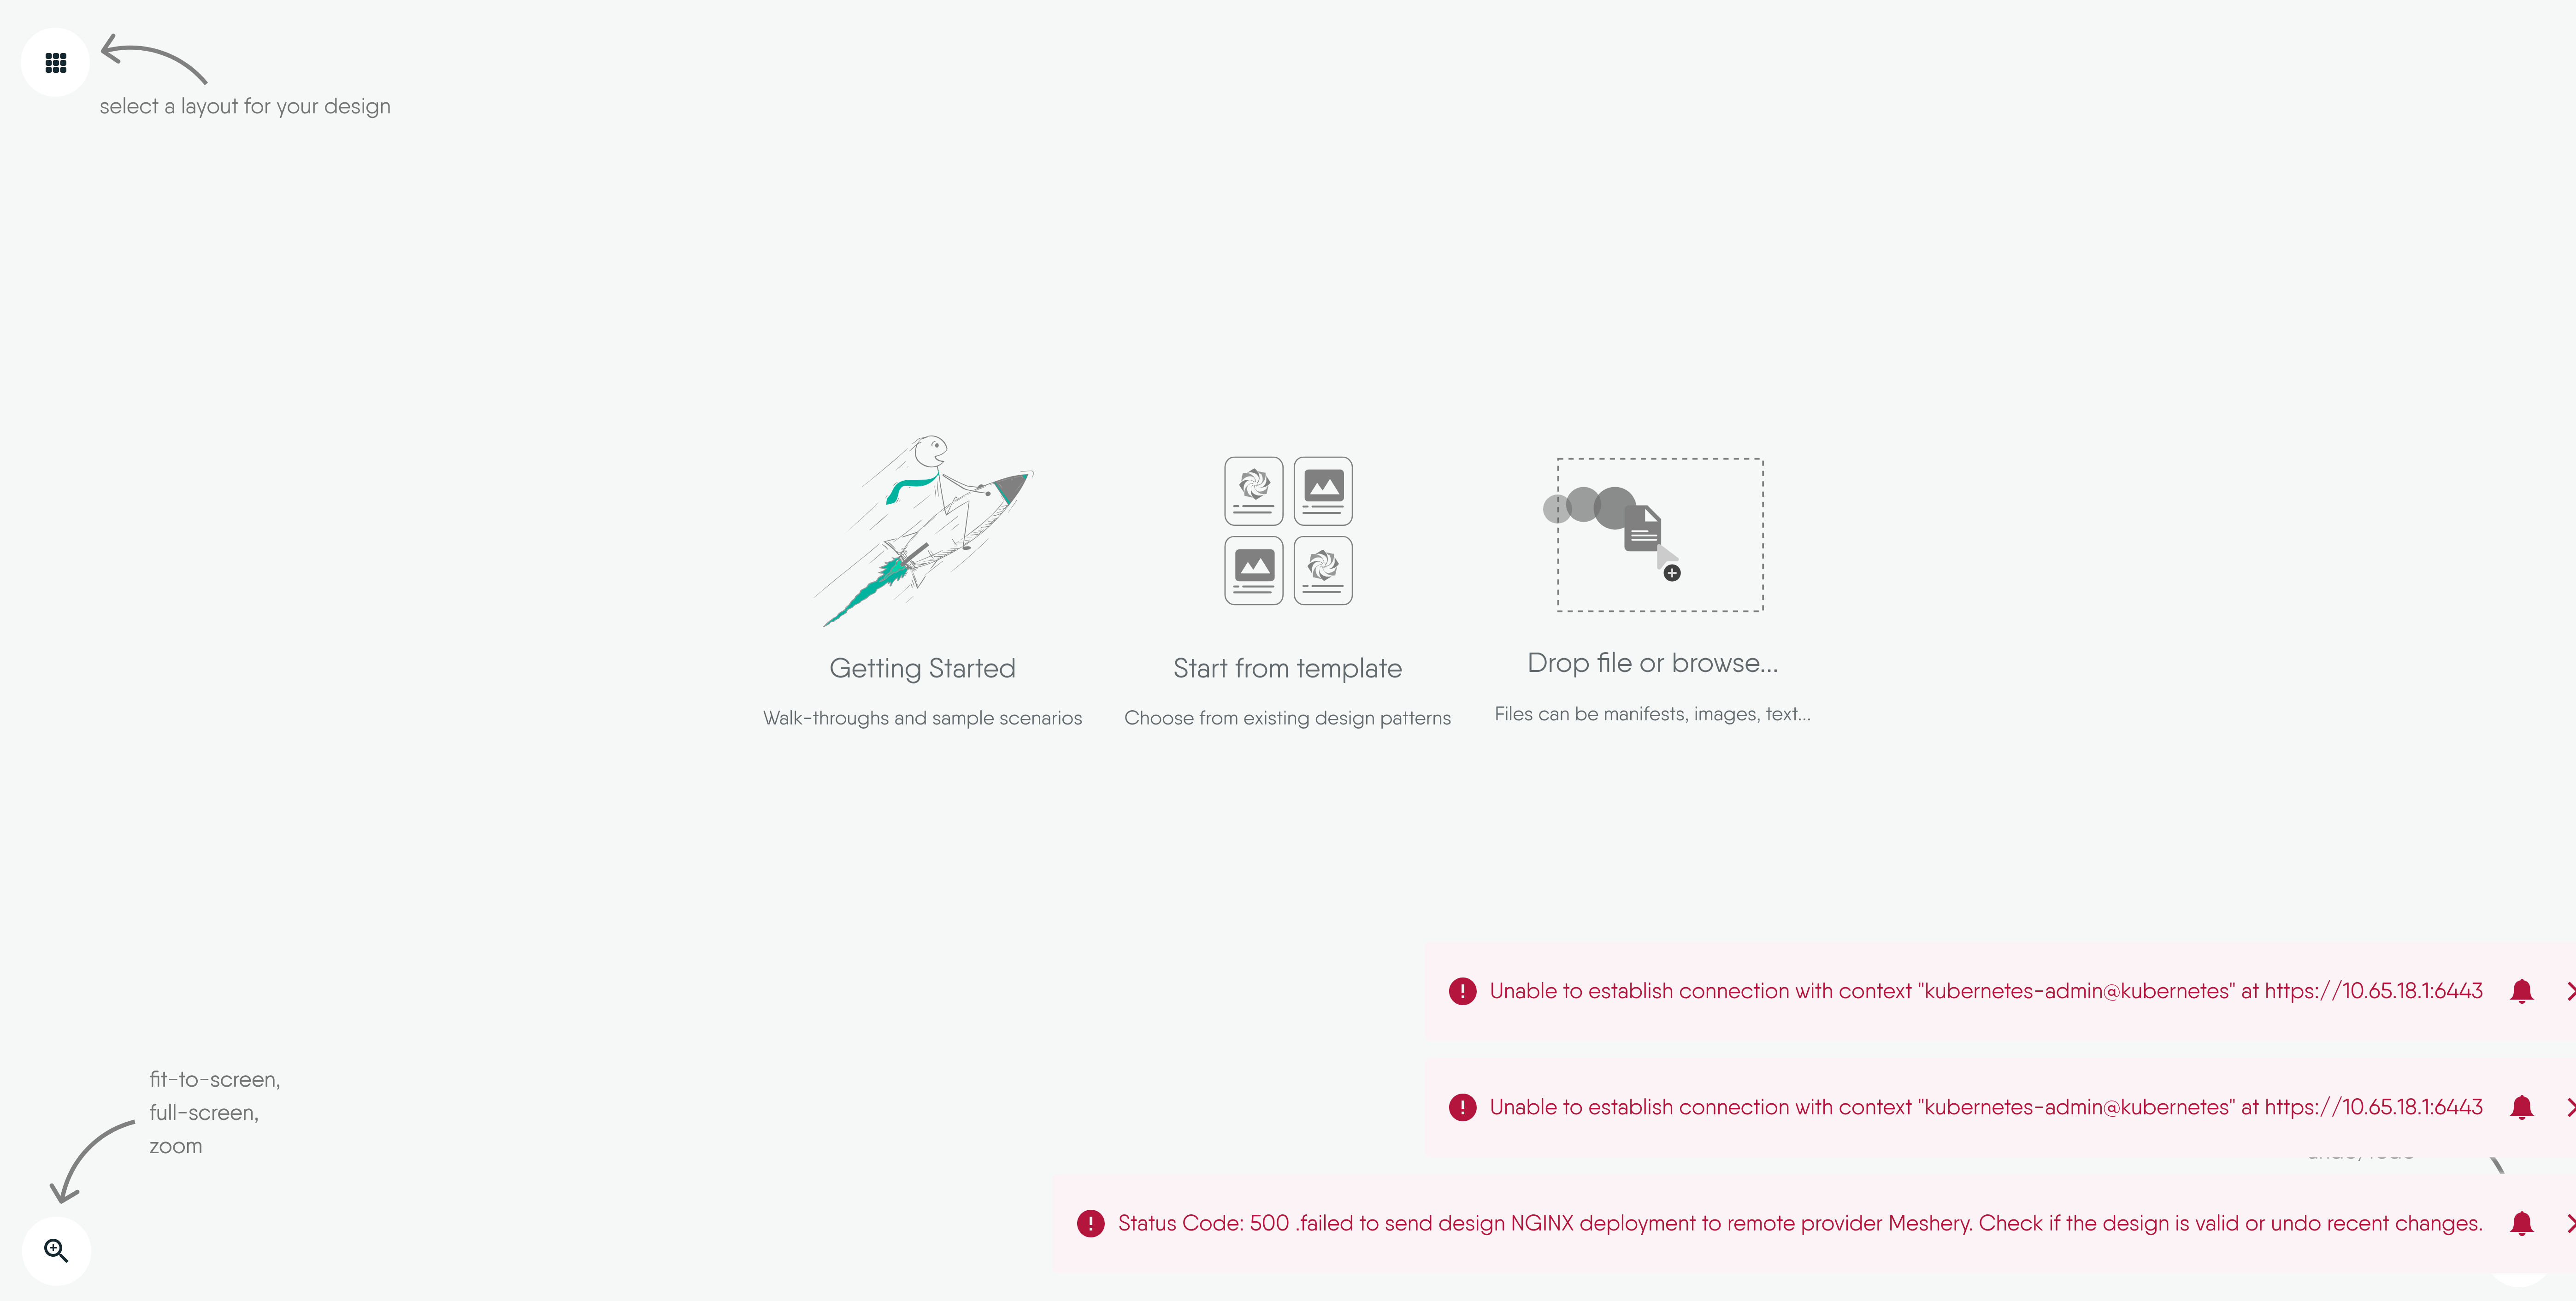 select a layout for your design
Getting Started
Walk-throughs and sample scenarios
Start from template
Choose from existing design patterns
Drop file or browse...
Files can be manifests, images, text...
Unable to establish connection with context "kubernetes-admin@kubernetes" at https://10.65.18.1:6443
fit-to-screen,
full-screen,
zoom
Unable to establish connection with context "kubernetes-admin@kubernetes" at https://10.65.18.1:6443
Status Code: 500 .failed to send design NGINX deployment to remote provider Meshery. Check if the design is valid or undo recent changes.